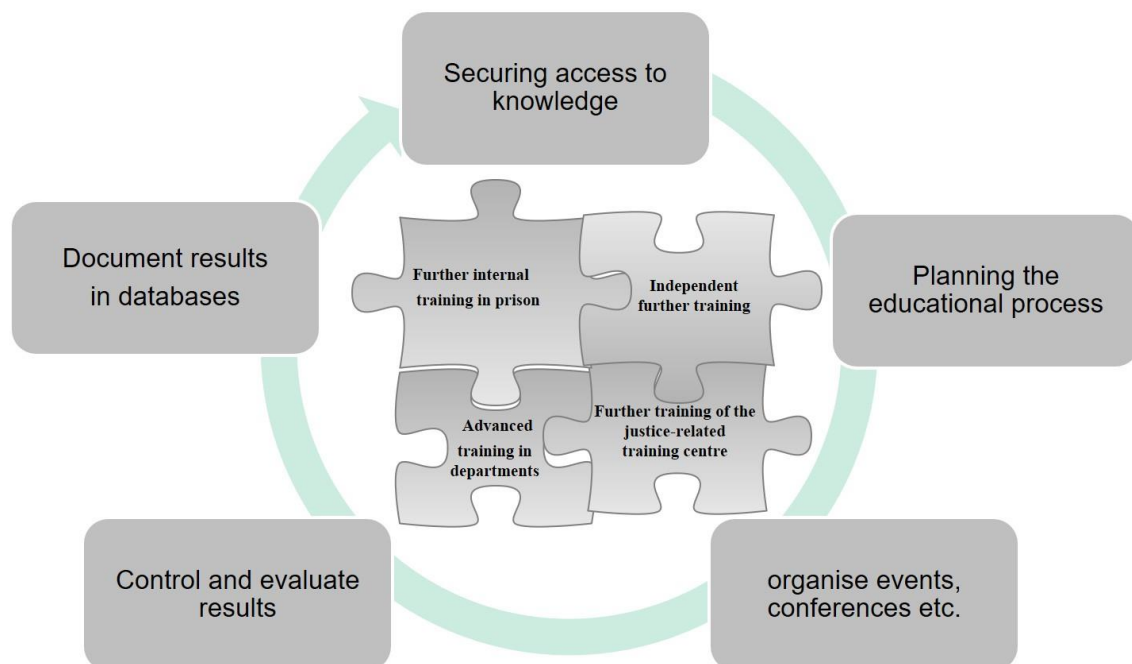 Securing access to
knowledge
Planning the
educational process
organise events,
conferences etc.
Control and evaluate
results
Document results
in databases
Further internal
training in prison
Independent
further training
Advanced
training in
departments
Further training of the
justice-related
training centre